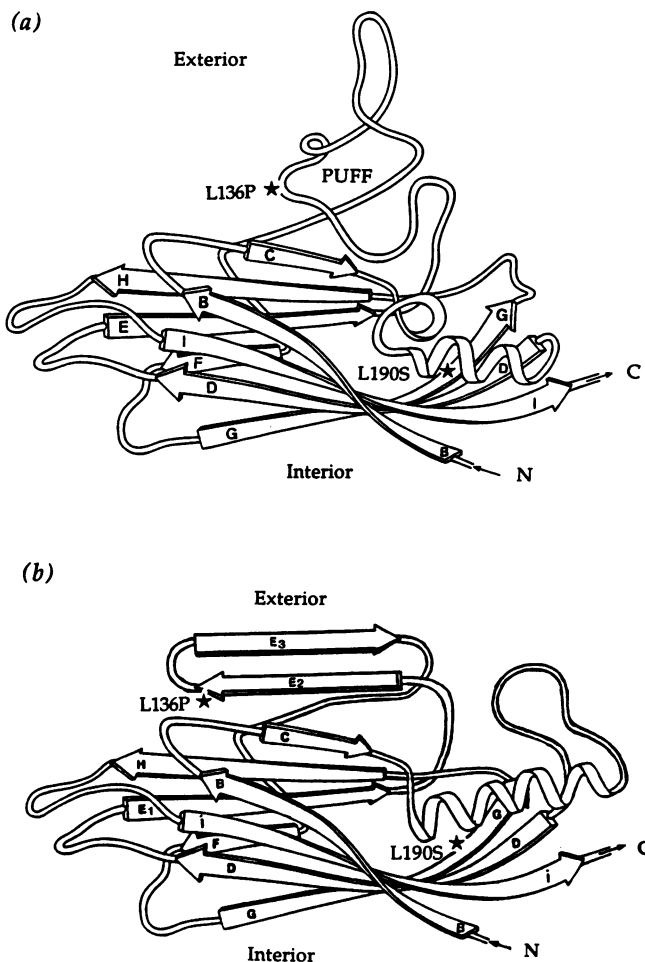 (a)
Exterior
PUFF
L136P
C
H
B
G
E
I
L190S
F
D
C
D
I
G
B
Interior
N
(b)
Exterior
E3
E2
L136P
C
H
B
E1
i
G
L190S
F
D
C
D
i
G
B
N
Interior